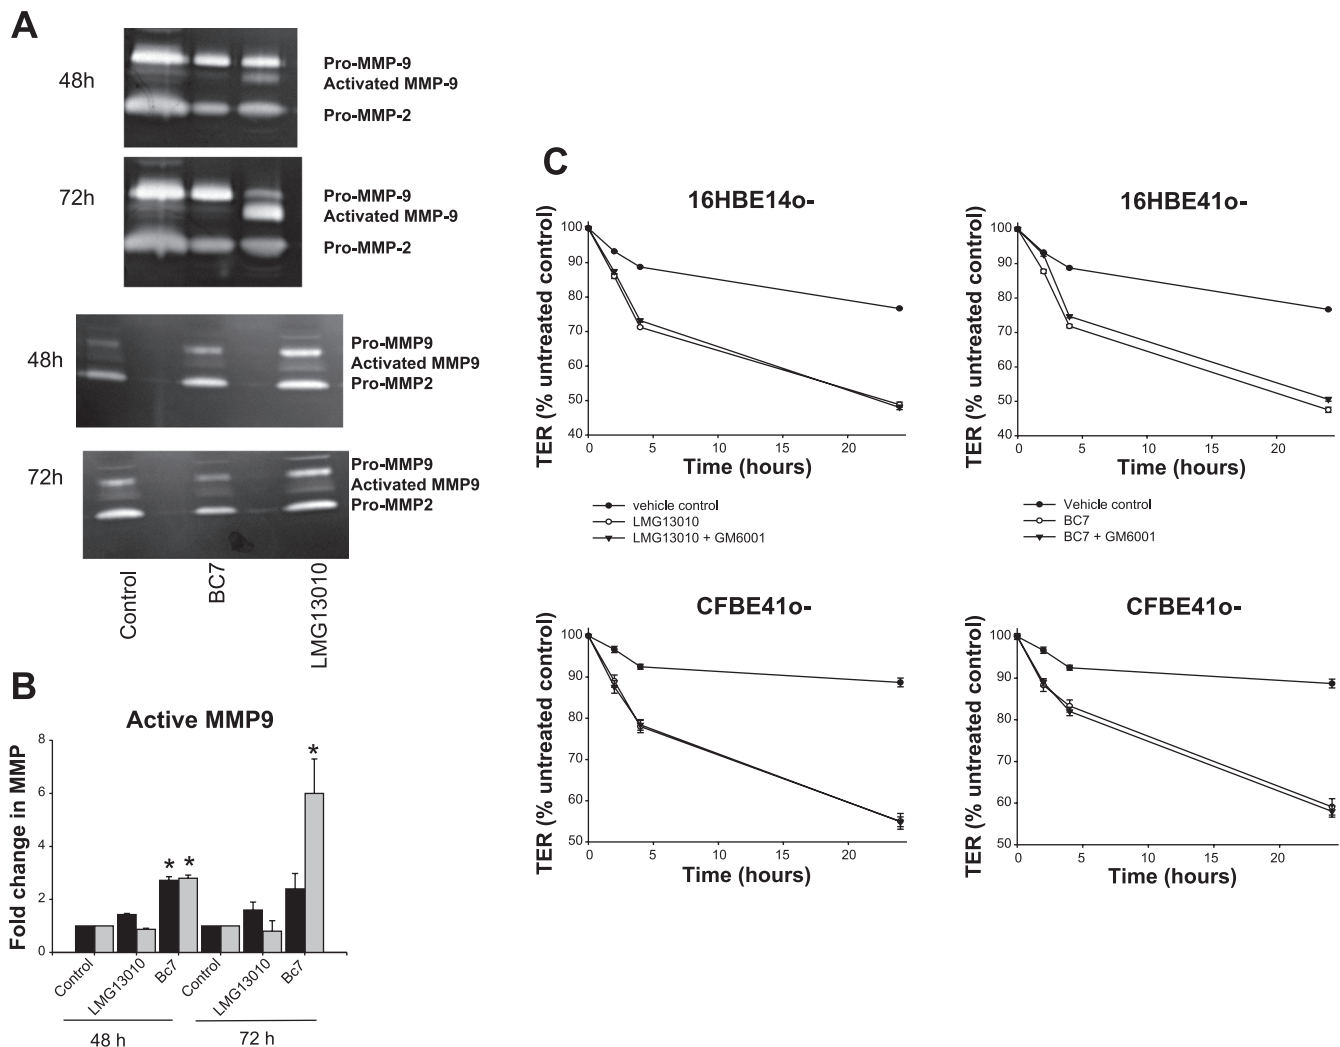 A
48h
Pro-MMP-9
Activated MMP-9
Pro-MMP-2
72h
Pro-MMP-9
Activated MMP-9
Pro-MMP-2
48h
Pro-MMP9
Activated MMP9
Pro-MMP2
72h
Pro-MMP9
Activated MMP9
Pro-MMP2
Control
BC7
LMG13010
B
Active MMP9
Fold change in MMP
8
6
4
2
0
*
*
*
Control
LMG13010
Bc7
Control
LMG13010
Bc7
48 h
72 h
C
16HBE14o-
TER (% untreated control)
100
90
80
70
60
50
40
0
5
10
15
20
Time (hours)
vehicle control
LMG13010
LMG13010 + GM6001
16HBE41o-
TER (% untreated control)
100
90
80
70
60
50
40
0
5
10
15
20
Time (hours)
Vehicle control
BC7
BC7 + GM6001
CFBE41o-
TER (% untreated control)
100
90
80
70
60
50
0
5
10
15
20
Time (hours)
CFBE41o-
TER (% untreated control)
100
90
80
70
60
50
0
5
10
15
20
Time (hours)